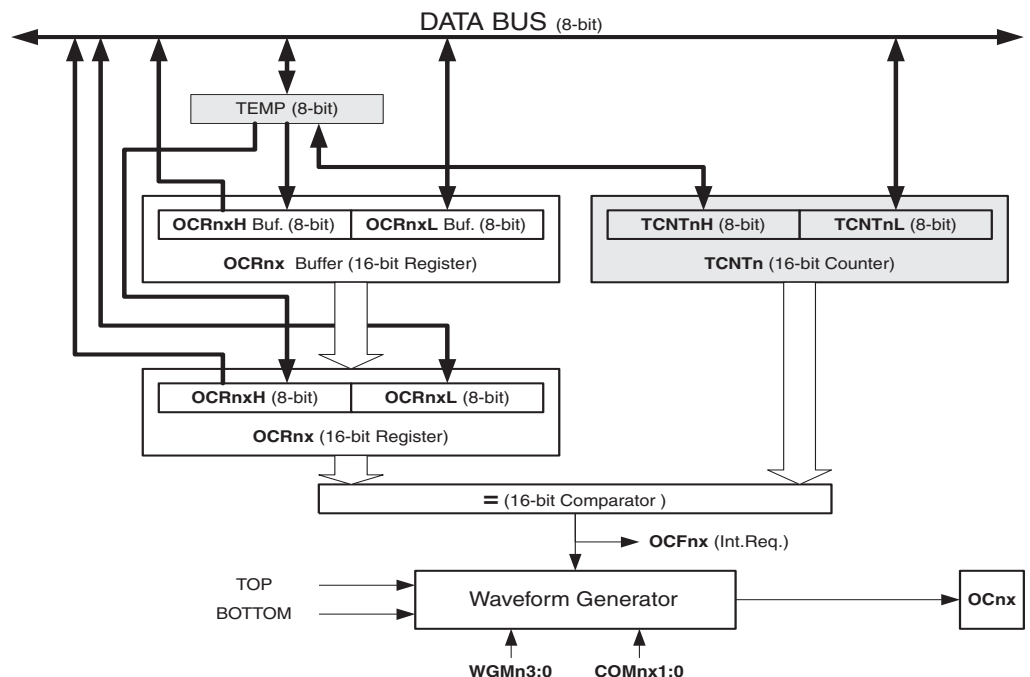 DATA BUS (8-bit)
TEMP (8-bit)
OCRnxH Buf. (8-bit) OCRnxL Buf. (8-bit)
OCRnx Buffer (16-bit Register)
TCNTnH (8-bit) TCNTnL (8-bit)
TCNTn (16-bit Counter)
OCRnxH (8-bit) OCRnxL (8-bit)
OCRnx (16-bit Register)
= (16-bit Comparator )
OCFnx (Int.Req.)
TOP
BOTTOM
Waveform Generator
OCnx
WGMn3:0 COMnx1:0